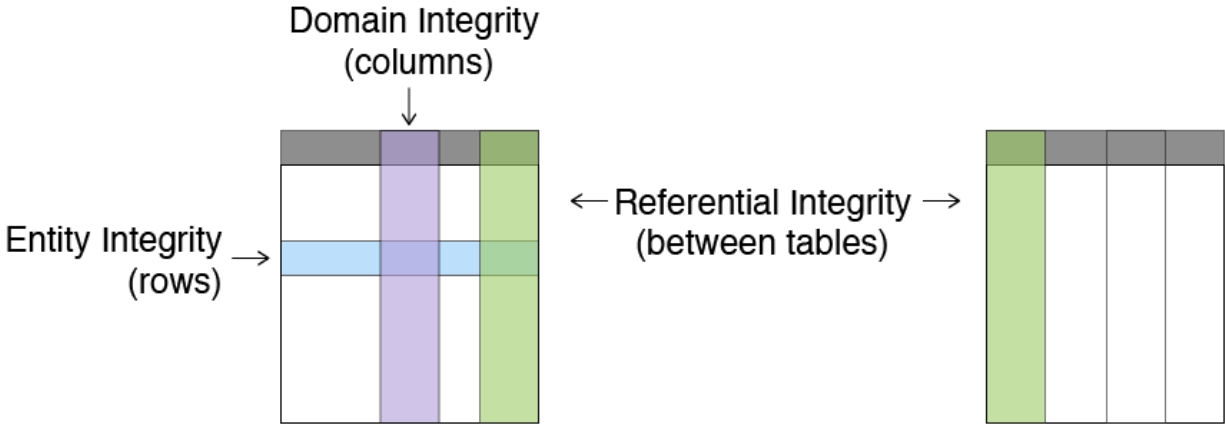 Domain Integrity
(columns)
Referential Integrity
(between tables)
Entity Integrity
(rows)